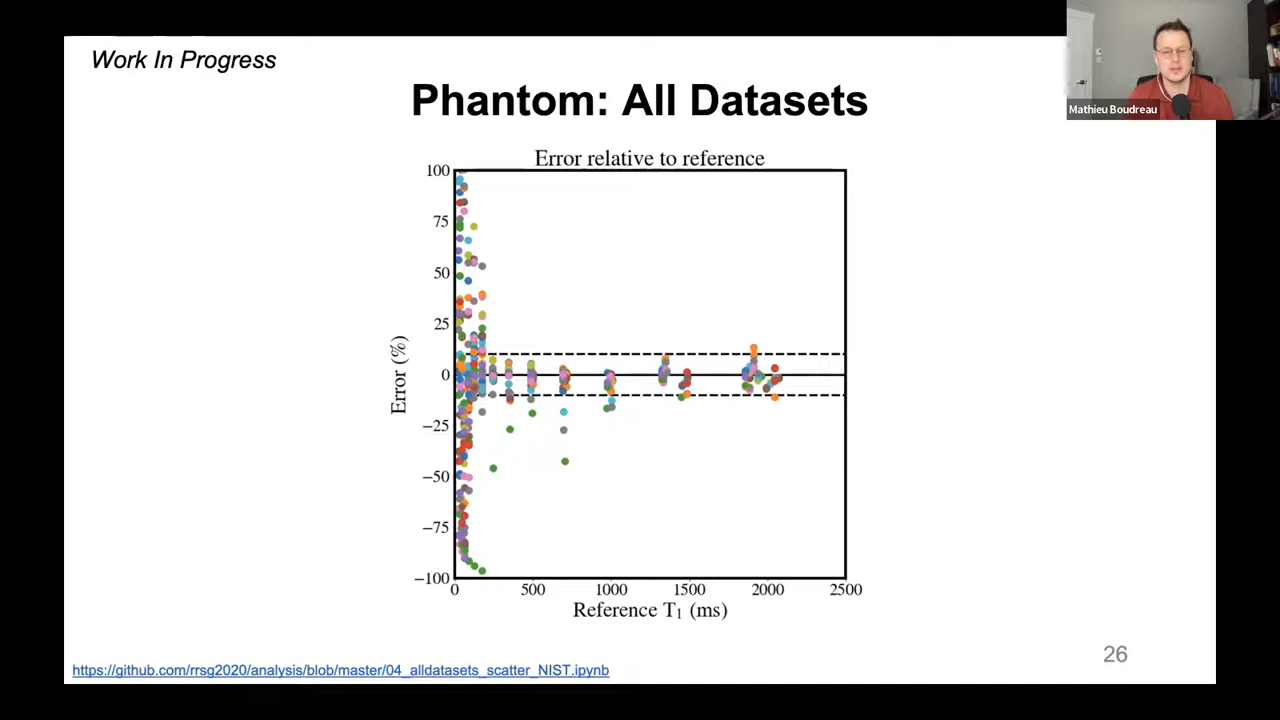 Work In Progress
Mathieu Boudreau
Phantom: All Datasets
Error relative to reference
100
75
50
25
0
−25
−50
−75
−100
Error (%)
0 500 1000 1500 2000 2500
Reference T₁ (ms)
26
https://github.com/rrsg2020/analysis/blob/master/04_alldatasets_scatter_NIST.ipynb